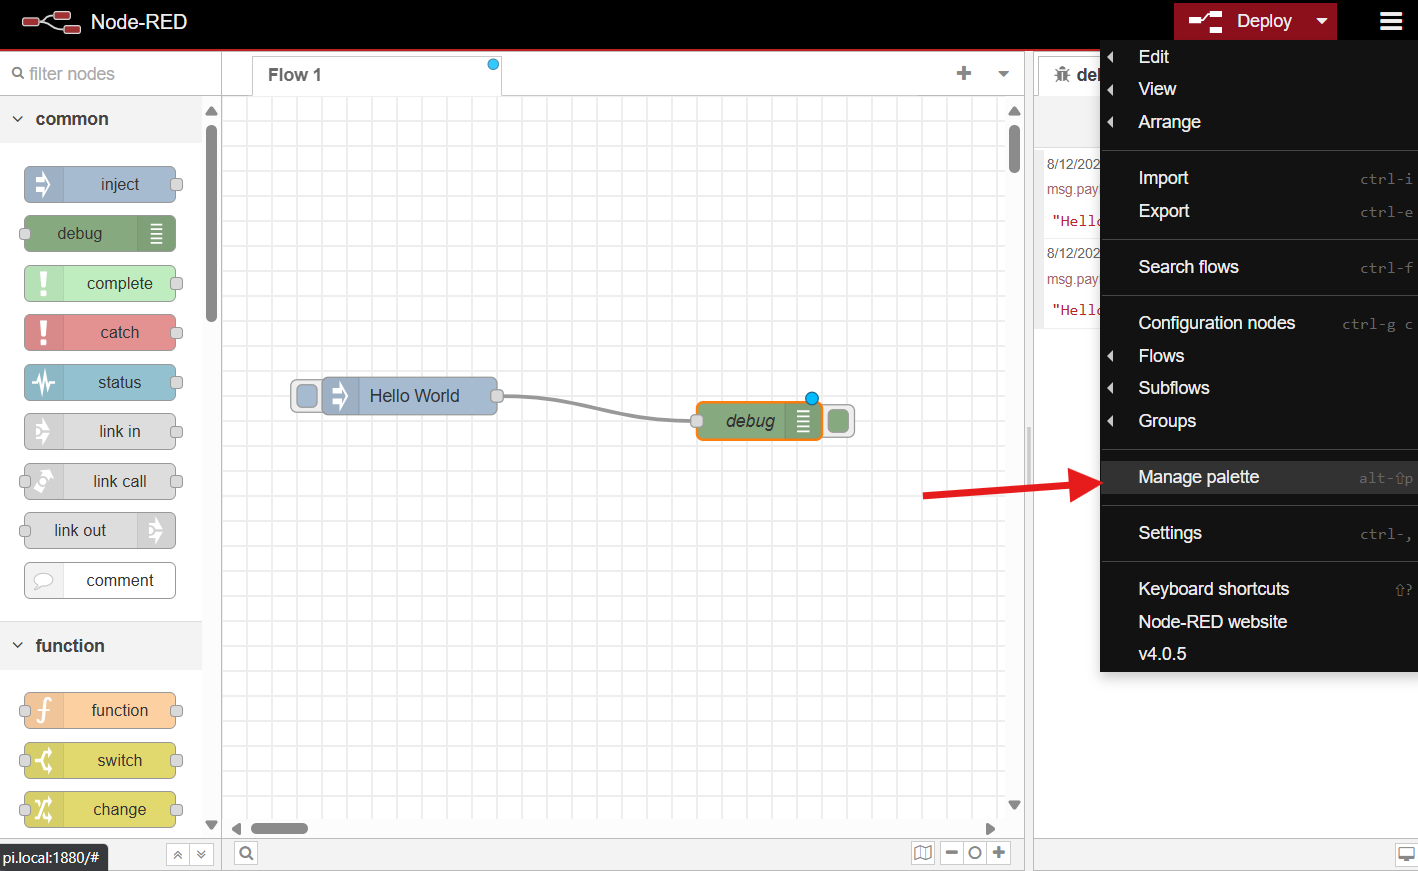 Node-RED
Deploy
filter nodes
Flow 1
common
inject
debug
complete
catch
status
link in
link call
link out
comment
function
function
switch
change
Hello World
debug
8/12/202
msg.pay
"Hello
8/12/202
msg.pay
"Hello
Edit
View
Arrange
Import ctrl-i
Export ctrl-e
Search flows ctrl-f
Configuration nodes ctrl-g c
Flows
Subflows
Groups
Manage palette alt-⇧p
Settings ctrl-,
Keyboard shortcuts ⇧?
Node-RED website
v4.0.5
pi.local:1880/#